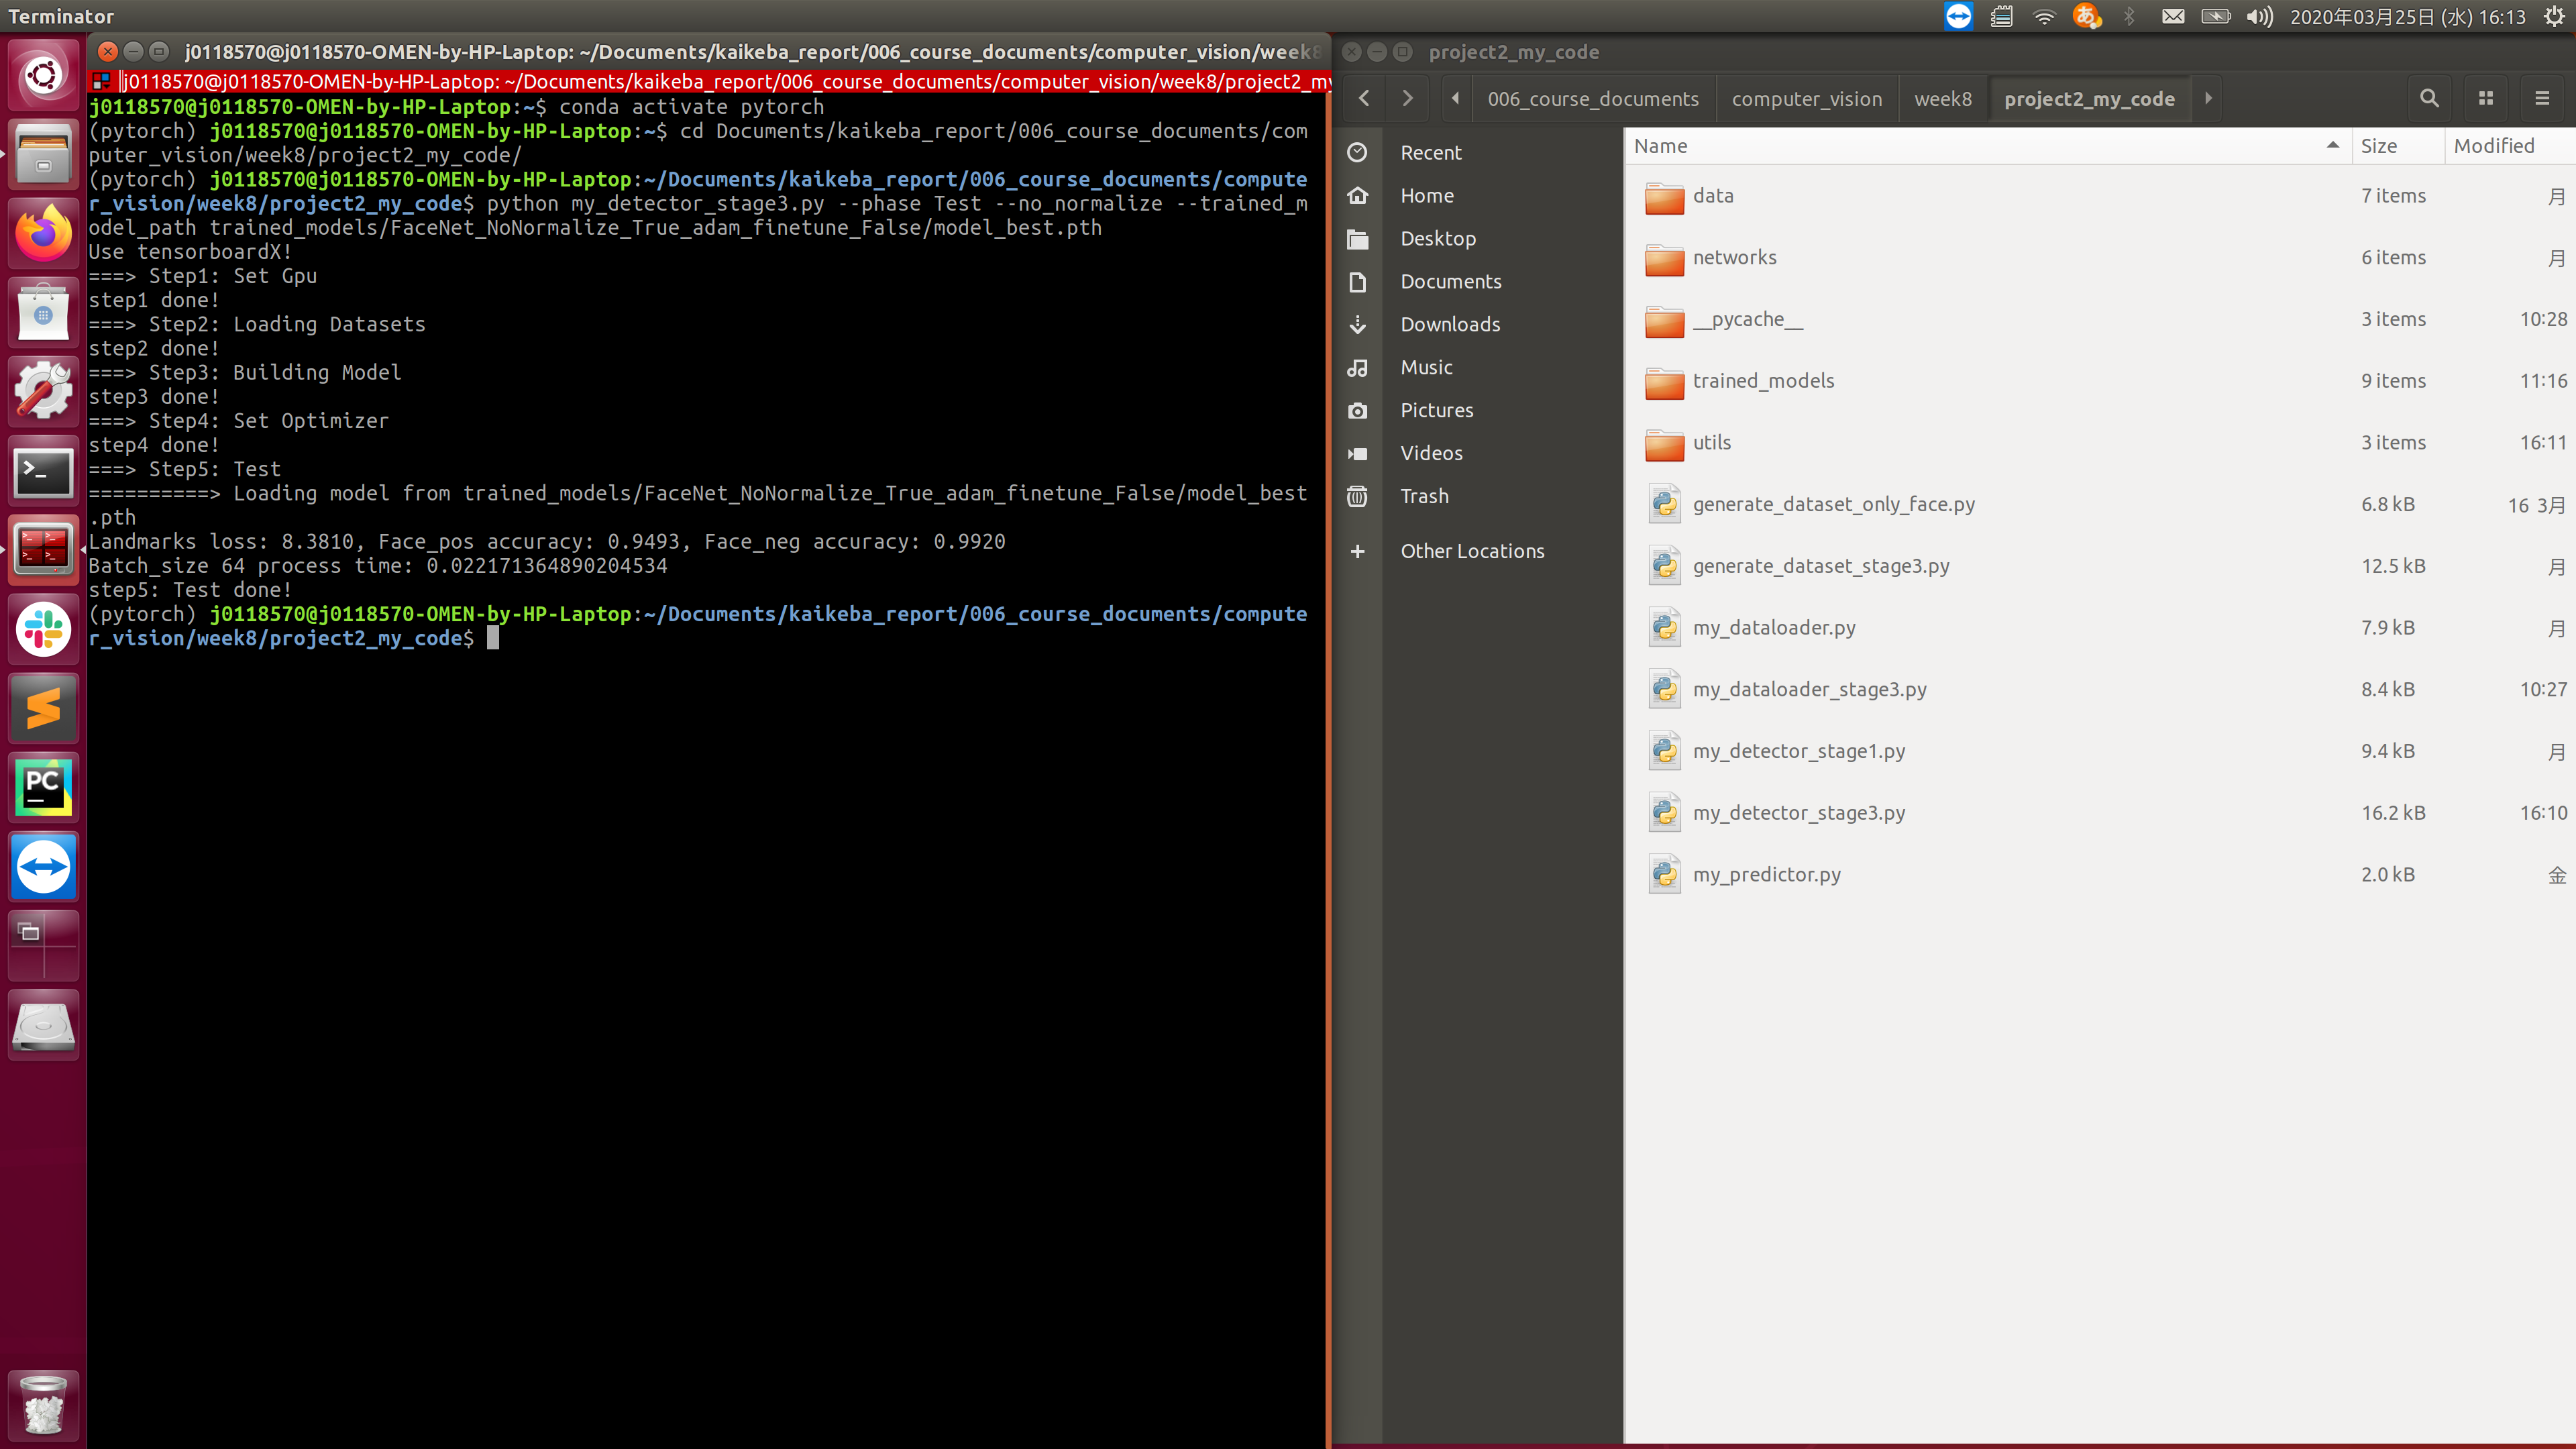 Terminator
2020年03月25日 (水) 16:13
j0118570@j0118570-OMEN-by-HP-Laptop: ~/Documents/kaikeba_report/006_course_documents/computer_vision/week8
j0118570@j0118570-OMEN-by-HP-Laptop: ~/Documents/kaikeba_report/006_course_documents/computer_vision/week8/project2_my
j0118570@j0118570-OMEN-by-HP-Laptop:~$ conda activate pytorch
(pytorch) j0118570@j0118570-OMEN-by-HP-Laptop:~$ cd Documents/kaikeba_report/006_course_documents/com
puter_vision/week8/project2_my_code/
(pytorch) j0118570@j0118570-OMEN-by-HP-Laptop:~/Documents/kaikeba_report/006_course_documents/compute
r_vision/week8/project2_my_code$ python my_detector_stage3.py --phase Test --no_normalize --trained_m
odel_path trained_models/FaceNet_NoNormalize_True_adam_finetune_False/model_best.pth
Use tensorboardX!
===> Step1: Set Gpu
step1 done!
===> Step2: Loading Datasets
step2 done!
===> Step3: Building Model
step3 done!
===> Step4: Set Optimizer
step4 done!
===> Step5: Test
==========> Loading model from trained_models/FaceNet_NoNormalize_True_adam_finetune_False/model_best
.pth
Landmarks loss: 8.3810, Face_pos accuracy: 0.9493, Face_neg accuracy: 0.9920
Batch_size 64 process time: 0.022171364890204534
step5: Test done!
(pytorch) j0118570@j0118570-OMEN-by-HP-Laptop:~/Documents/kaikeba_report/006_course_documents/compute
r_vision/week8/project2_my_code$
PC
あ
project2_my_code
006_course_documents computer_vision week8 project2_my_code
Recent
Home
Desktop
Documents
Downloads
Music
Pictures
Videos
Trash
Other Locations
Name Size Modified
data 7 items 月
networks 6 items 月
__pycache__ 3 items 10:28
trained_models 9 items 11:16
utils 3 items 16:11
generate_dataset_only_face.py 6.8 kB 16 3月
generate_dataset_stage3.py 12.5 kB 月
my_dataloader.py 7.9 kB 月
my_dataloader_stage3.py 8.4 kB 10:27
my_detector_stage1.py 9.4 kB 月
my_detector_stage3.py 16.2 kB 16:10
my_predictor.py 2.0 kB 金